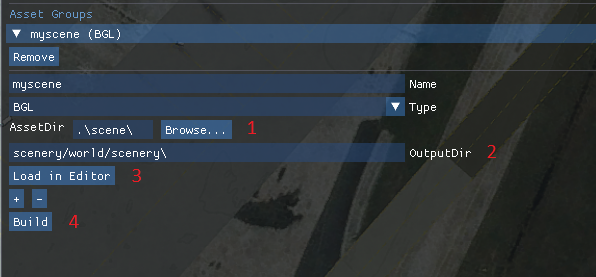 Asset Groups
▼ myscene (BGL)
Remove
myscene Name
BGL ▼ Type
AssetDir .\scene\ Browse... 1
scenery/world/scenery\ OutputDir 2
Load in Editor 3
+ -
Build 4